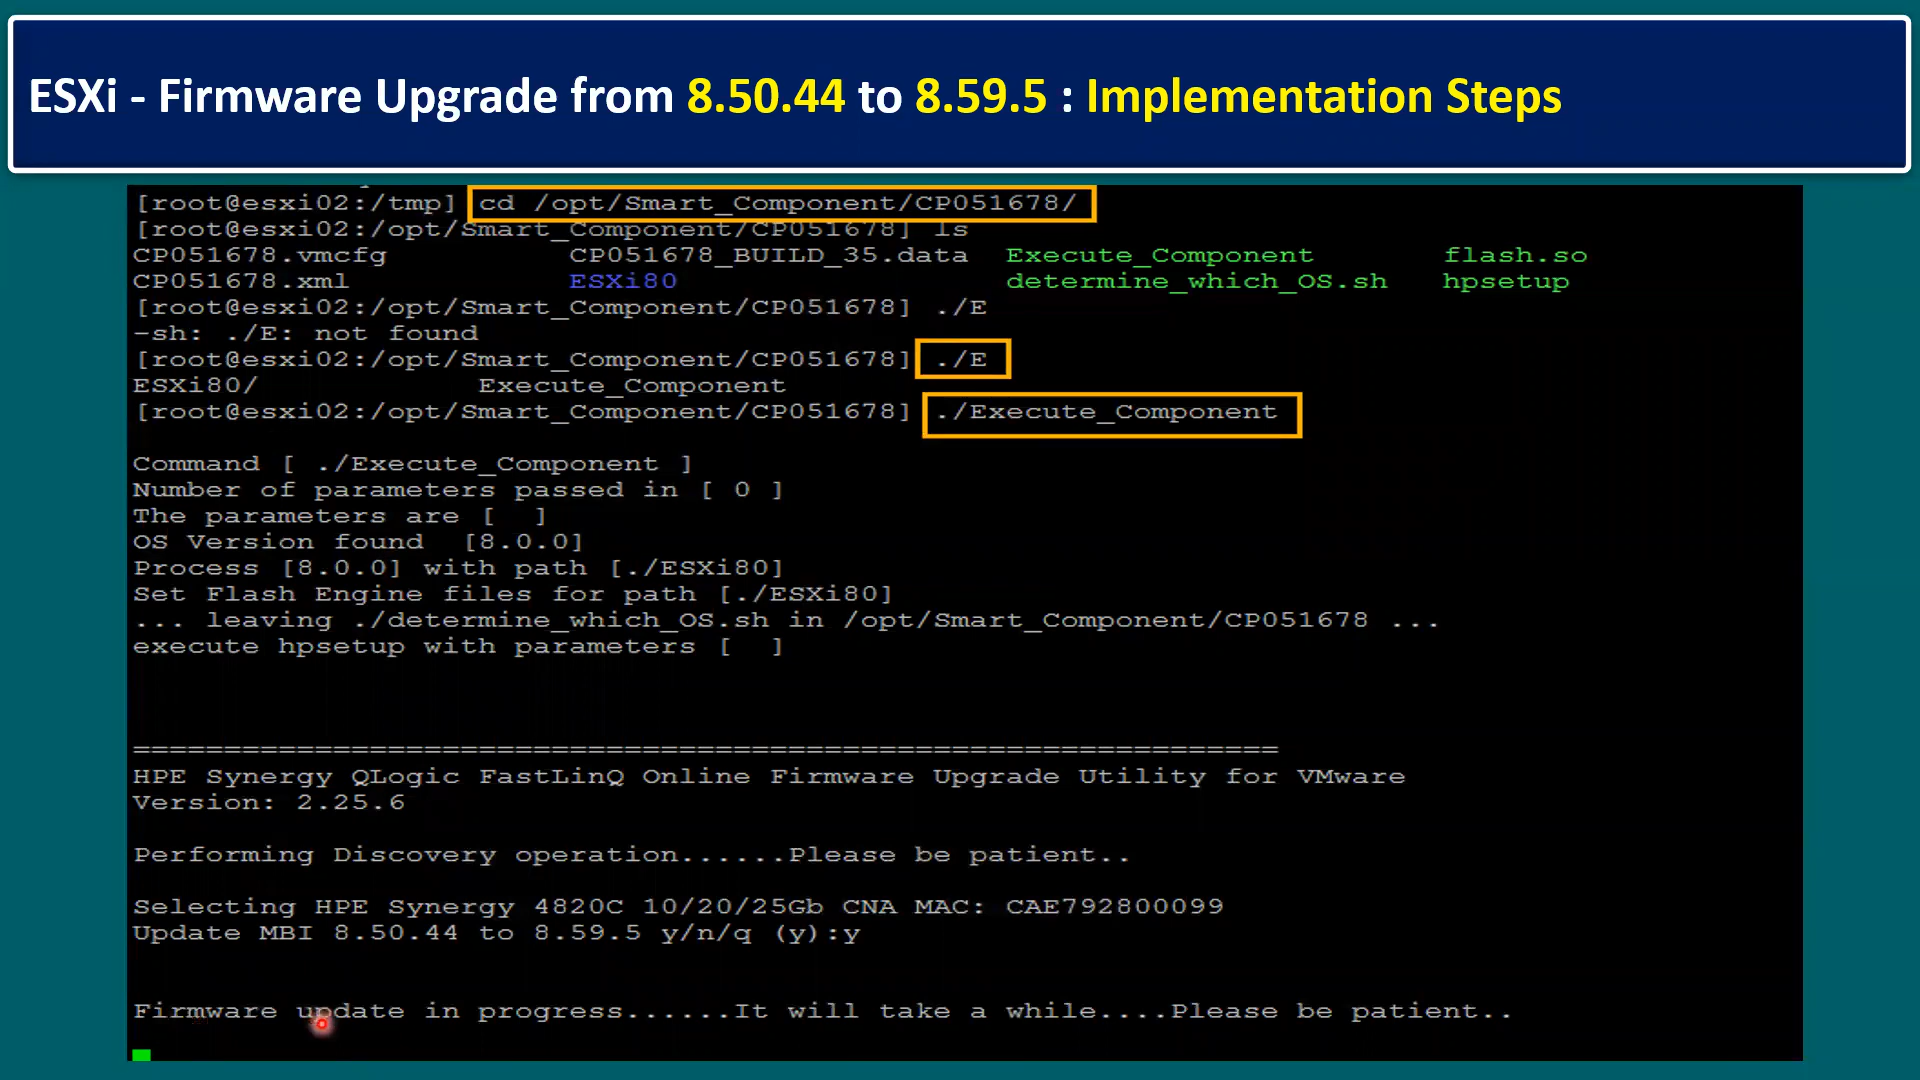 ESXi - Firmware Upgrade from 8.50.44 to 8.59.5 : Implementation Steps
[root@esxi02:/tmp] cd /opt/Smart_Component/CP051678/
[root@esxi02:/opt/Smart_Component/CP051678] ls
CP051678.vmcfg CP051678_BUILD_35.data Execute_Component flash.so
CP051678.xml ESXi80 determine_which_OS.sh hpsetup
[root@esxi02:/opt/Smart_Component/CP051678] ./E
-sh: ./E: not found
[root@esxi02:/opt/Smart_Component/CP051678] ./E
ESXi80/ Execute_Component
[root@esxi02:/opt/Smart_Component/CP051678] ./Execute_Component
Command [ ./Execute_Component ]
Number of parameters passed in [ 0 ]
The parameters are [  ]
OS Version found  [8.0.0]
Process [8.0.0] with path [./ESXi80]
Set Flash Engine files for path [./ESXi80]
... leaving ./determine_which_OS.sh in /opt/Smart_Component/CP051678 ...
execute hpsetup with parameters [  ]
===============================================================
HPE Synergy QLogic FastLinQ Online Firmware Upgrade Utility for VMware
Version: 2.25.6
Performing Discovery operation......Please be patient..
Selecting HPE Synergy 4820C 10/20/25Gb CNA MAC: CAE792800099
Update MBI 8.50.44 to 8.59.5 y/n/q (y):y
Firmware update in progress......It will take a while....Please be patient..